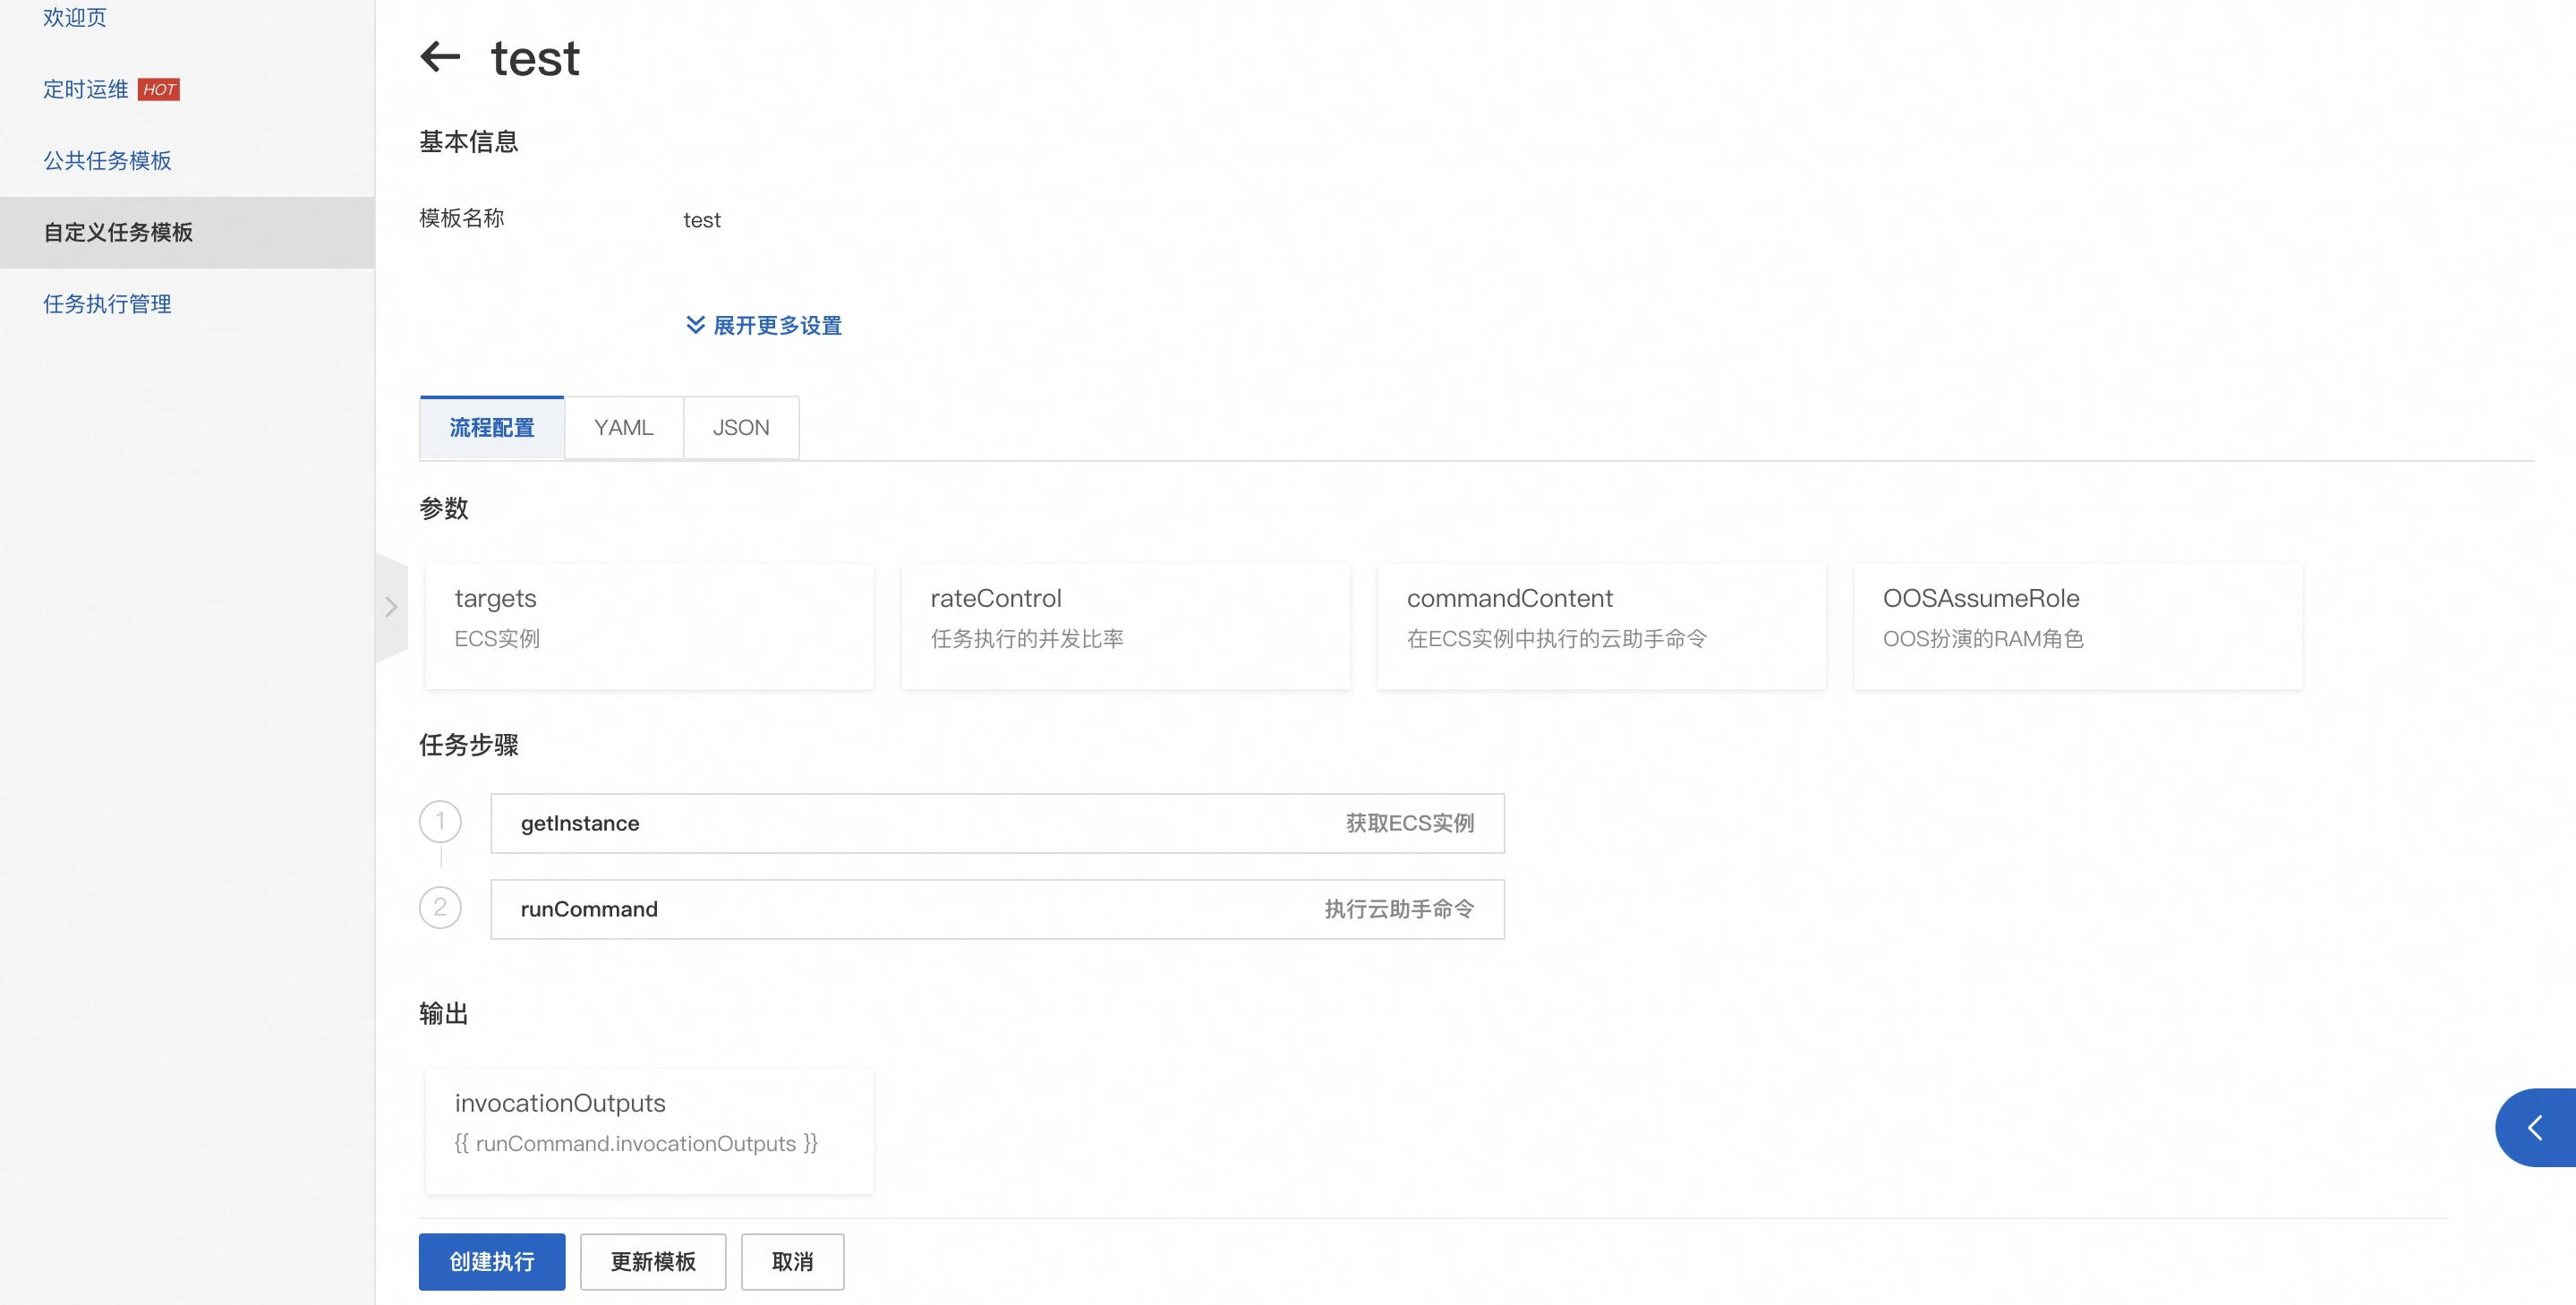 欢迎页
定时运维 HOT
公共任务模板
自定义任务模板
任务执行管理
test
基本信息
模板名称 test
展开更多设置
流程配置 YAML JSON
参数
targets
ECS实例
rateControl
任务执行的并发比率
commandContent
在ECS实例中执行的云助手命令
OOSAssumeRole
OOS扮演的RAM角色
任务步骤
1 getInstance 获取ECS实例
2 runCommand 执行云助手命令
输出
invocationOutputs
{{ runCommand.invocationOutputs }}
创建执行 更新模板 取消